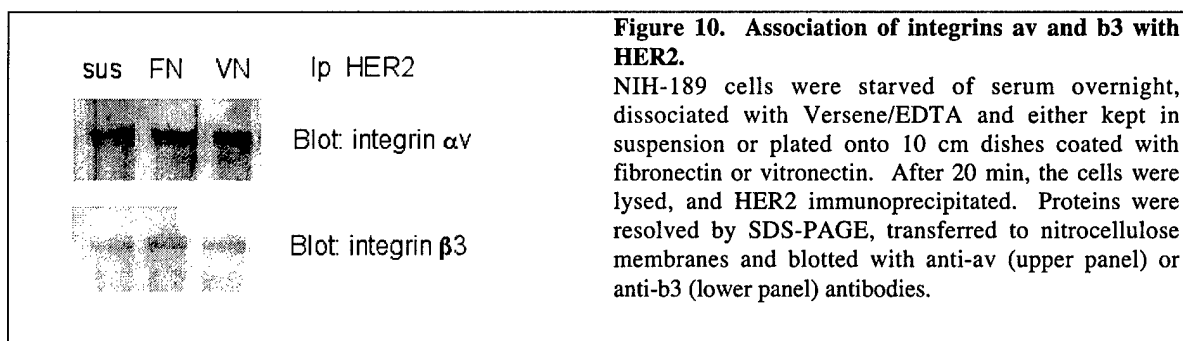 sus FN VN Ip HER2
Blot: integrin αv
Blot: integrin β3
Figure 10. Association of integrins av and b3 with
HER2.
NIH-189 cells were starved of serum overnight,
dissociated with Versene/EDTA and either kept in
suspension or plated onto 10 cm dishes coated with
fibronectin or vitronectin. After 20 min, the cells were
lysed, and HER2 immunoprecipitated. Proteins were
resolved by SDS-PAGE, transferred to nitrocellulose
membranes and blotted with anti-av (upper panel) or
anti-b3 (lower panel) antibodies.